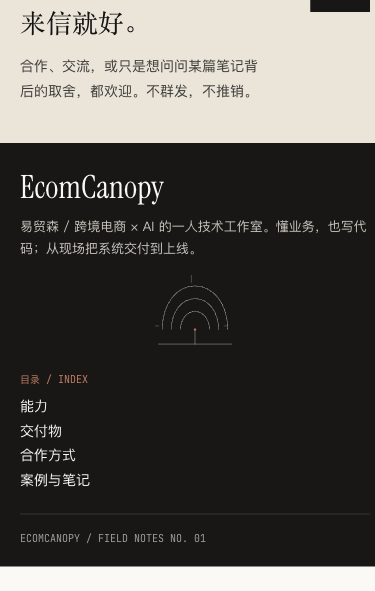 来信就好。
合作、交流，或只是想问问某篇笔记背
后的取舍，都欢迎。不群发，不推销。
EcomCanopy
易贸森 / 跨境电商 × AI 的一人技术工作室。懂业务，也写代
码；从现场把系统交付到上线。
目录 / INDEX
能力
交付物
合作方式
案例与笔记
ECOMCANOPY / FIELD NOTES NO. 01